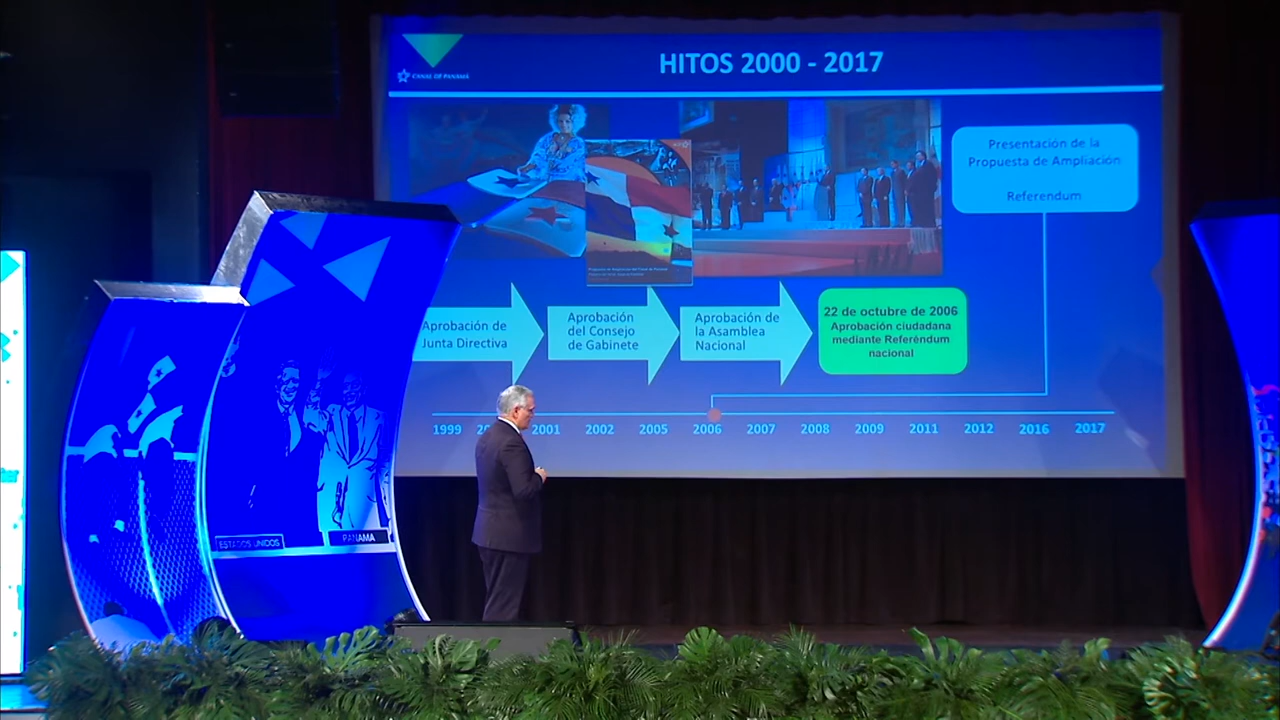 HITOS 2000 - 2017
CANAL DE PANAMÁ
Presentación de la
Propuesta de Ampliación
Referendum
Aprobación de
Junta Directiva
Aprobación
del Consejo
de Gabinete
Aprobación de
la Asamblea
Nacional
22 de octubre de 2006
Aprobación ciudadana
mediante Referéndum
nacional
1999 2001 2002 2005 2006 2007 2008 2009 2011 2012 2016 2017
ESTADOS UNIDOS
PANAMÁ